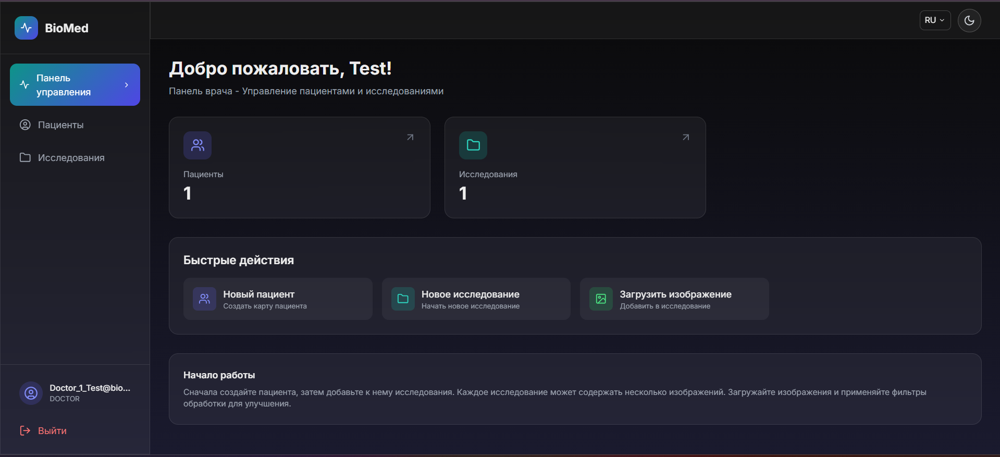 BioMed
RU
Панель
управления
Пациенты
Исследования
Добро пожаловать, Test!
Панель врача - Управление пациентами и исследованиями
Пациенты
1
Исследования
1
Быстрые действия
Новый пациент
Создать карту пациента
Новое исследование
Начать новое исследование
Загрузить изображение
Добавить в исследование
Начало работы
Сначала создайте пациента, затем добавьте к нему исследования. Каждое исследование может содержать несколько изображений. Загружайте изображения и применяйте фильтры
обработки для улучшения.
Doctor_1_Test@bio...
DOCTOR
Выйти